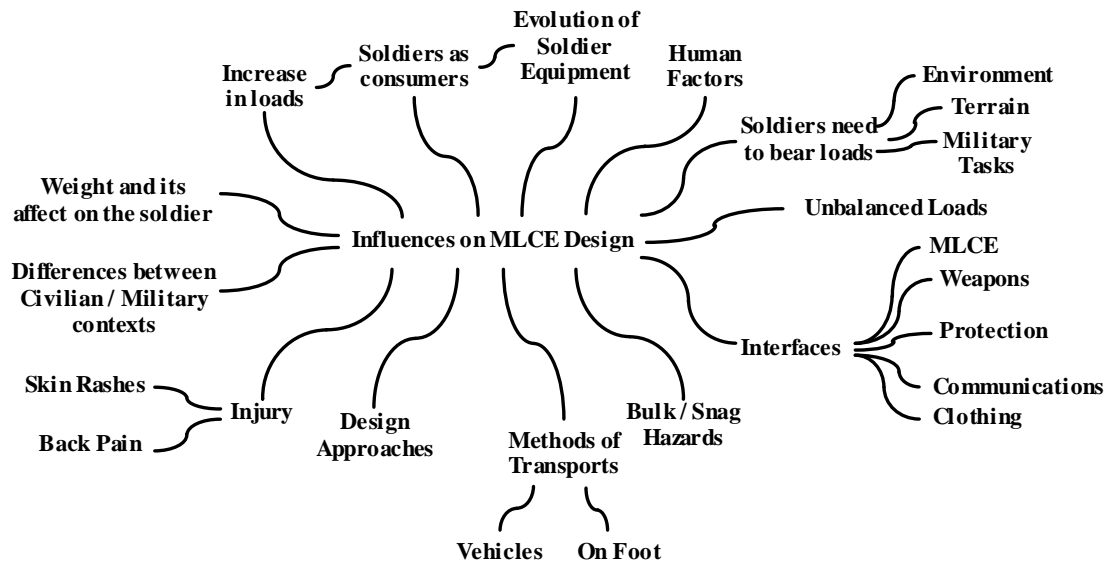 Evolution of
Soldier
Equipment
Soldiers as
consumers
Human
Factors
Increase
in loads
Environment
Terrain
Soldiers need
to bear loads
Military
Tasks
Weight and its
affect on the soldier
Unbalanced Loads
Influences on MLCE Design
MLCE
Weapons
Differences between
Civilian / Military
contexts
Protection
Interfaces
Communications
Clothing
Skin Rashes
Injury
Back Pain
Design
Approaches
Bulk / Snag
Hazards
Methods of
Transports
Vehicles
On Foot